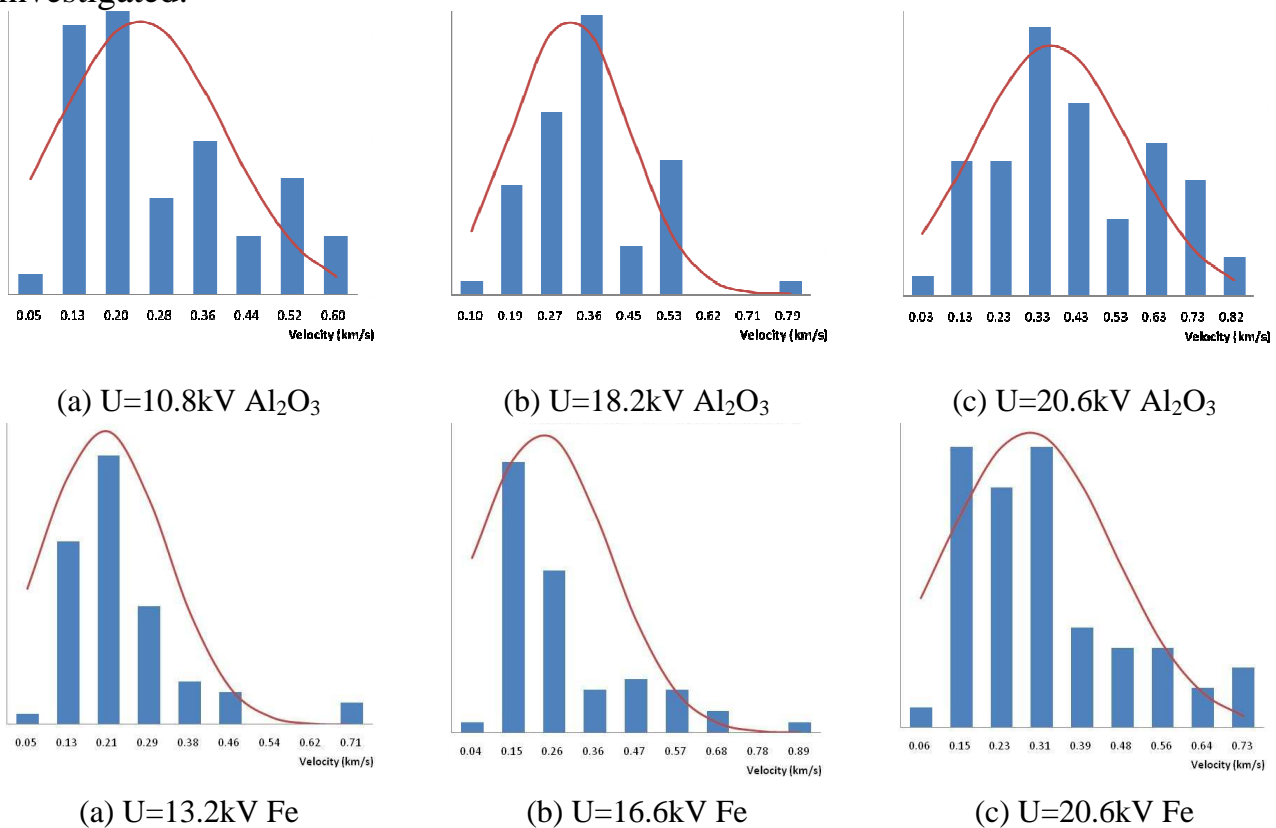 investigated.
0.05 0.13 0.20 0.28 0.36 0.44 0.52 0.60
Velocity (km/s)
0.10 0.19 0.27 0.36 0.45 0.53 0.62 0.71 0.79
Velocity (km/s)
0.03 0.13 0.23 0.33 0.43 0.53 0.63 0.73 0.82
Velocity (km/s)
(a) U=10.8kV Al₂O₃
(b) U=18.2kV Al₂O₃
(c) U=20.6kV Al₂O₃
0.05 0.13 0.21 0.29 0.38 0.46 0.54 0.62 0.71
Velocity (km/s)
0.04 0.15 0.26 0.36 0.47 0.57 0.68 0.78 0.89
Velocity (km/s)
0.06 0.15 0.23 0.31 0.39 0.48 0.56 0.64 0.73
Velocity (km/s)
(a) U=13.2kV Fe
(b) U=16.6kV Fe
(c) U=20.6kV Fe